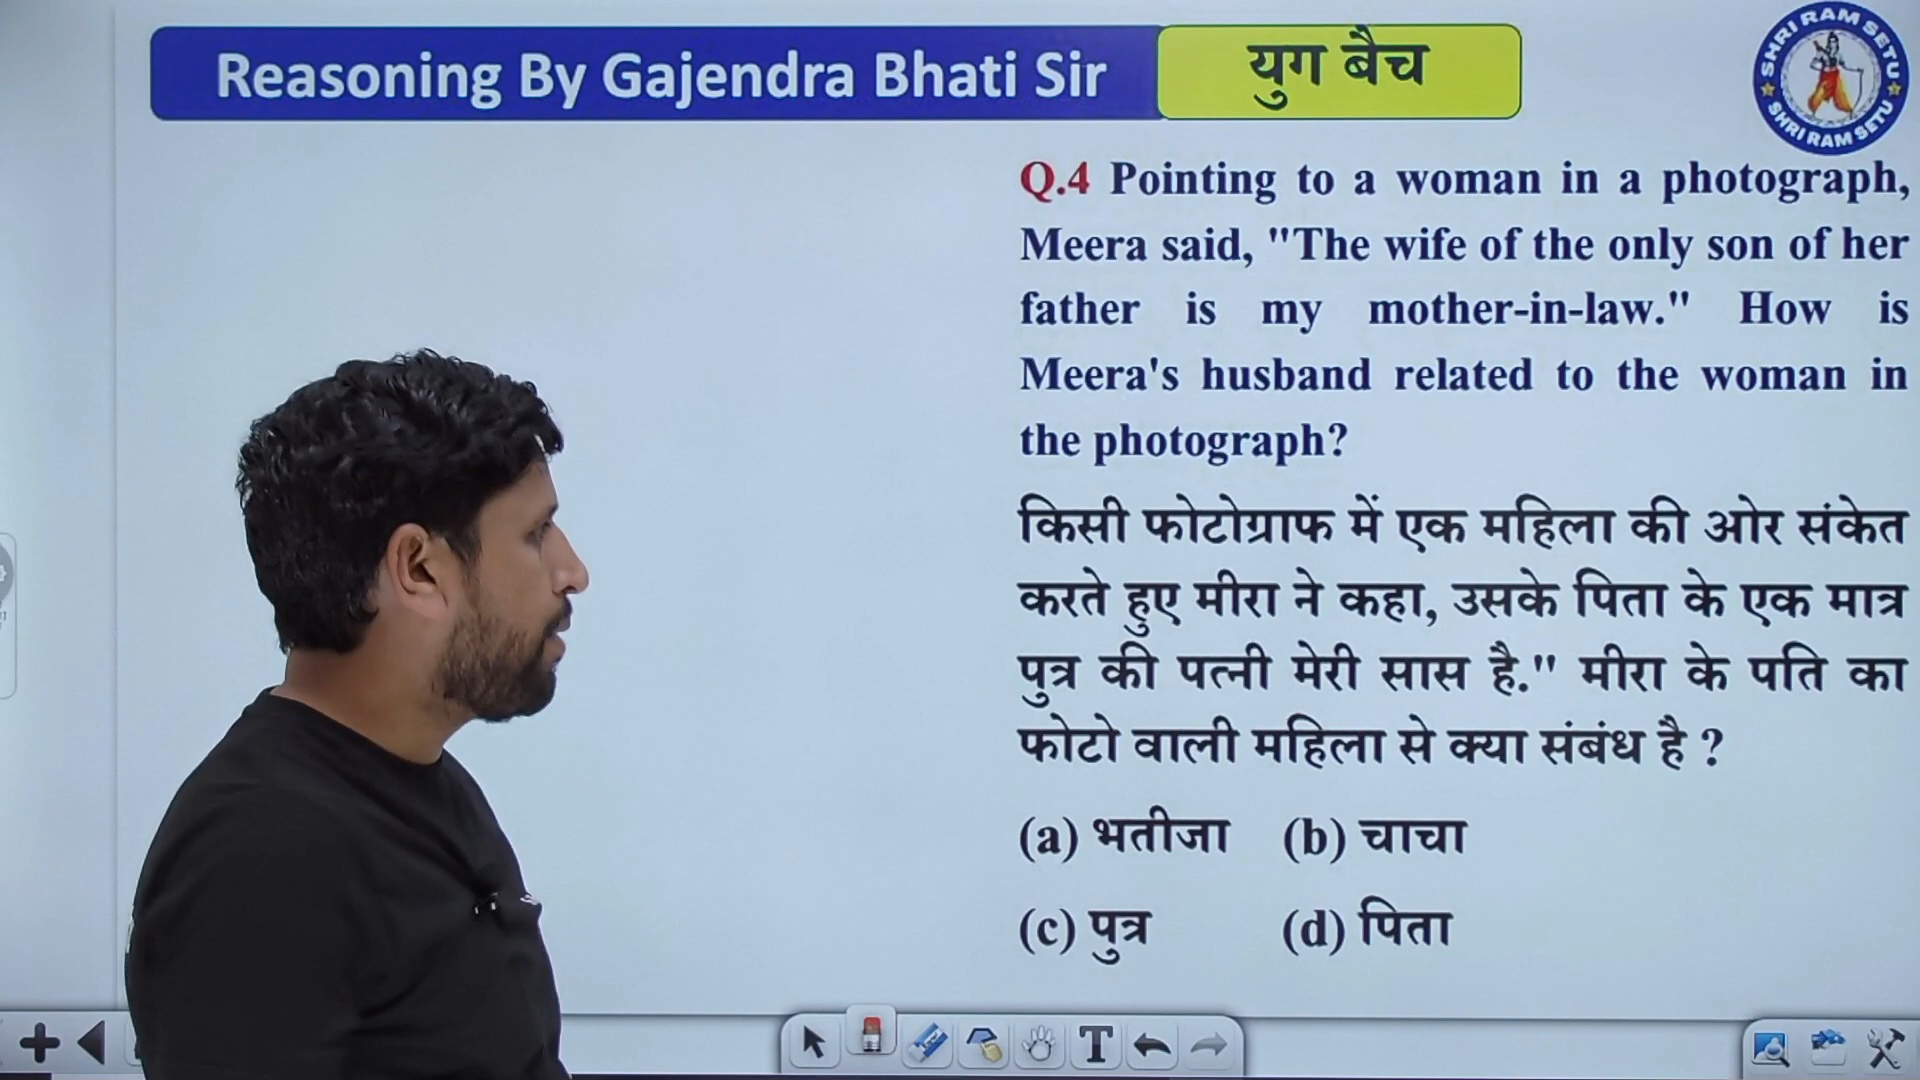 Reasoning By Gajendra Bhati Sir
युग बैच
SHRI RAM SETU
SHRI RAM SETU
Q.4 Pointing to a woman in a photograph,
Meera said, "The wife of the only son of her
father is my mother-in-law." How is
Meera's husband related to the woman in
the photograph?
किसी फोटोग्राफ में एक महिला की ओर संकेत
करते हुए मीरा ने कहा, उसके पिता के एक मात्र
पुत्र की पत्नी मेरी सास है." मीरा के पति का
फोटो वाली महिला से क्या संबंध है ?
(a) भतीजा (b) चाचा
(c) पुत्र (d) पिता
T